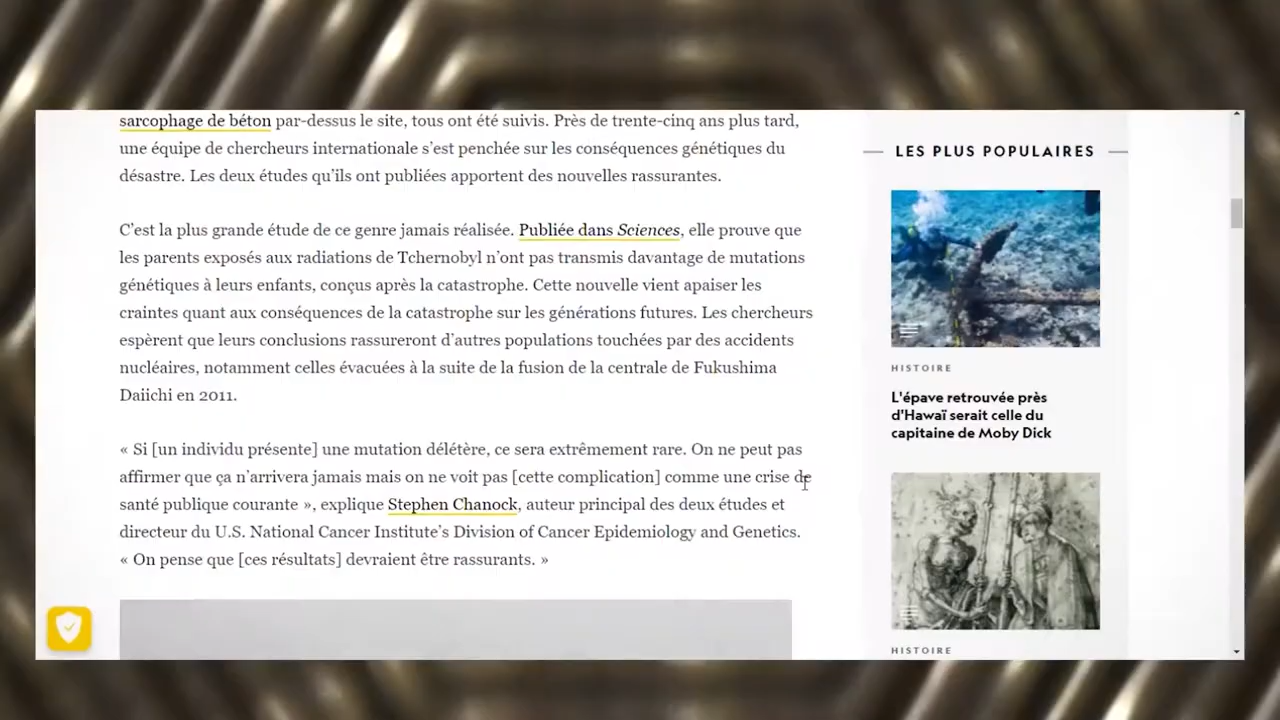 sarcophage de béton par-dessus le site, tous ont été suivis. Près de trente-cinq ans plus tard,
une équipe de chercheurs internationale s'est penchée sur les conséquences génétiques du
désastre. Les deux études qu'ils ont publiées apportent des nouvelles rassurantes.
C'est la plus grande étude de ce genre jamais réalisée. Publiée dans Sciences, elle prouve que
les parents exposés aux radiations de Tchernobyl n'ont pas transmis davantage de mutations
génétiques à leurs enfants, conçus après la catastrophe. Cette nouvelle vient apaiser les
craintes quant aux conséquences de la catastrophe sur les générations futures. Les chercheurs
espèrent que leurs conclusions rassureront d'autres populations touchées par des accidents
nucléaires, notamment celles évacuées à la suite de la fusion de la centrale de Fukushima
Daiichi en 2011.
« Si [un individu présente] une mutation délétère, ce sera extrêmement rare. On ne peut pas
affirmer que ça n'arrivera jamais mais on ne voit pas [cette complication] comme une crise de
santé publique courante », explique Stephen Chanock, auteur principal des deux études et
directeur du U.S. National Cancer Institute's Division of Cancer Epidemiology and Genetics.
« On pense que [ces résultats] devraient être rassurants. »
LES PLUS POPULAIRES
HISTOIRE
L'épave retrouvée près
d'Hawaï serait celle du
capitaine de Moby Dick
HISTOIRE